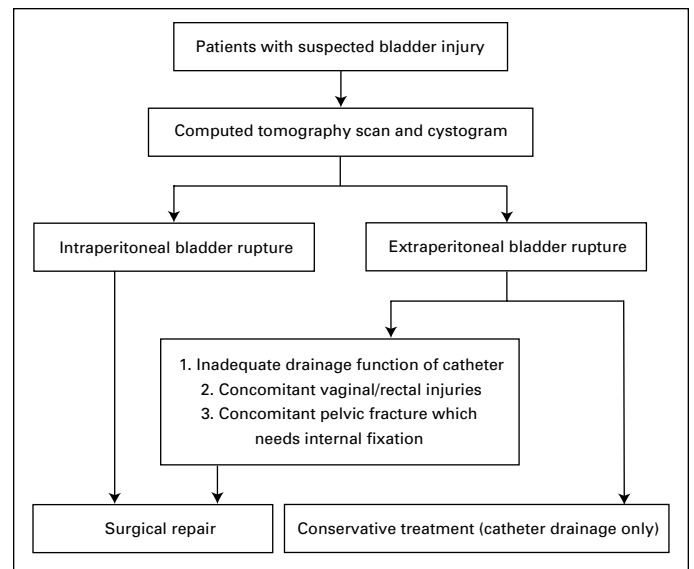 Patients with suspected bladder injury
Computed tomography scan and cystogram
Intraperitoneal bladder rupture
Extraperitoneal bladder rupture
1. Inadequate drainage function of catheter
2. Concomitant vaginal/rectal injuries
3. Concomitant pelvic fracture which
needs internal fixation
Surgical repair
Conservative treatment (catheter drainage only)